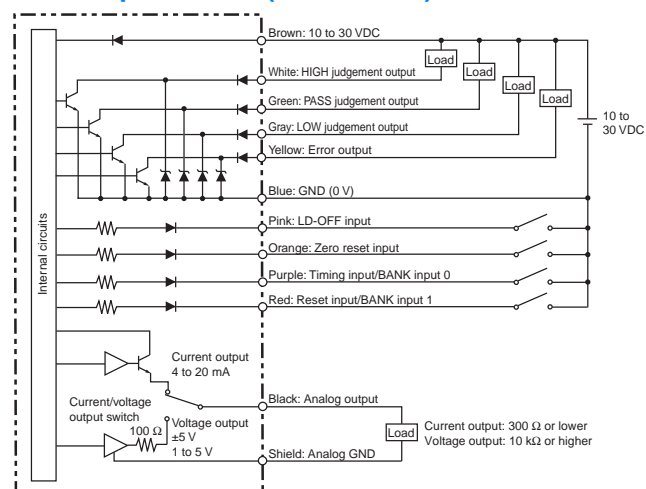 Brown: 10 to 30 VDC
Load
White: HIGH judgement output
Load
Green: PASS judgement output
Load
Gray: LOW judgement output
Load
Yellow: Error output
10 to
30 VDC
Blue: GND (0 V)
Pink: LD-OFF input
Orange: Zero reset input
Purple: Timing input/BANK input 0
Red: Reset input/BANK input 1
Internal circuits
Current output
4 to 20 mA
Current/voltage
output switch
Black: Analog output
100 Ω
Voltage output
±5 V
1 to 5 V
Load
Current output: 300 Ω or lower
Voltage output: 10 kΩ or higher
Shield: Analog GND